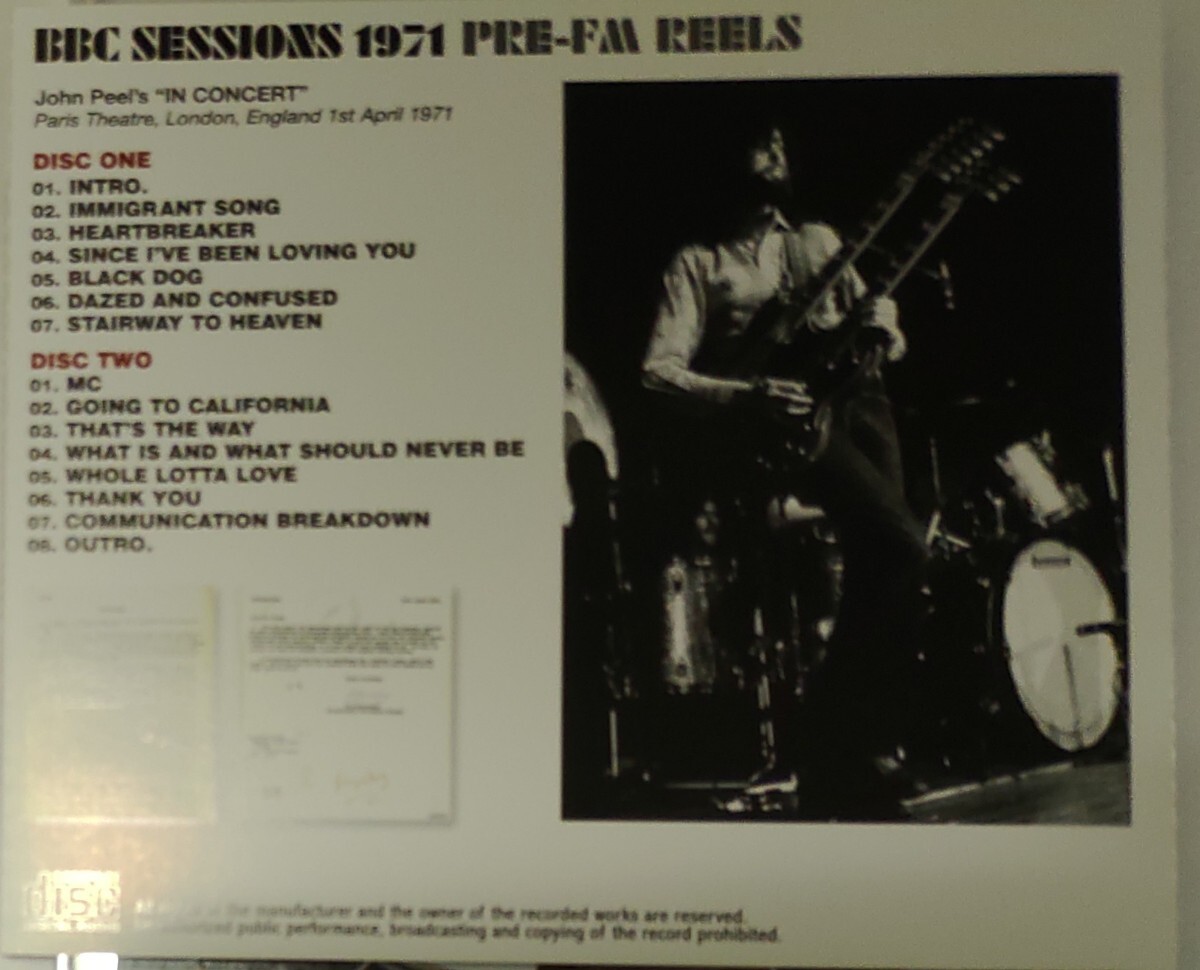 BBC SESSIONS 1971 PRE-FM REELS
John Peel's "IN CONCERT"
Paris Theatre, London, England 1st April 1971
DISC ONE
01. INTRO.
02. IMMIGRANT SONG
03. HEARTBREAKER
04. SINCE I'VE BEEN LOVING YOU
05. BLACK DOG
06. DAZED AND CONFUSED
07. STAIRWAY TO HEAVEN
DISC TWO
01. MC
02. GOING TO CALIFORNIA
03. THAT'S THE WAY
04. WHAT IS AND WHAT SHOULD NEVER BE
05. WHOLE LOTTA LOVE
06. THANK YOU
07. COMMUNICATION BREAKDOWN
08. OUTRO.
disc
of the manufacturer and the owner of the recorded works are reserved.
public performance, broadcasting and copying of the record prohibited.